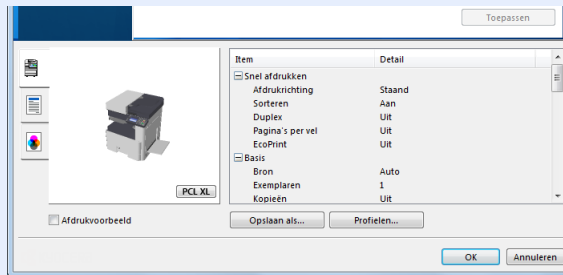 Toepassen
Item Detail
Snel afdrukken
Afdrukrichting Staand
Sorteren Aan
Duplex Uit
Pagina's per vel Uit
EcoPrint Uit
Basis
Bron Auto
Exemplaren 1
Kopieën Uit
PCL XL
Afdrukvoorbeeld
Opslaan als... Profielen...
OK Annuleren